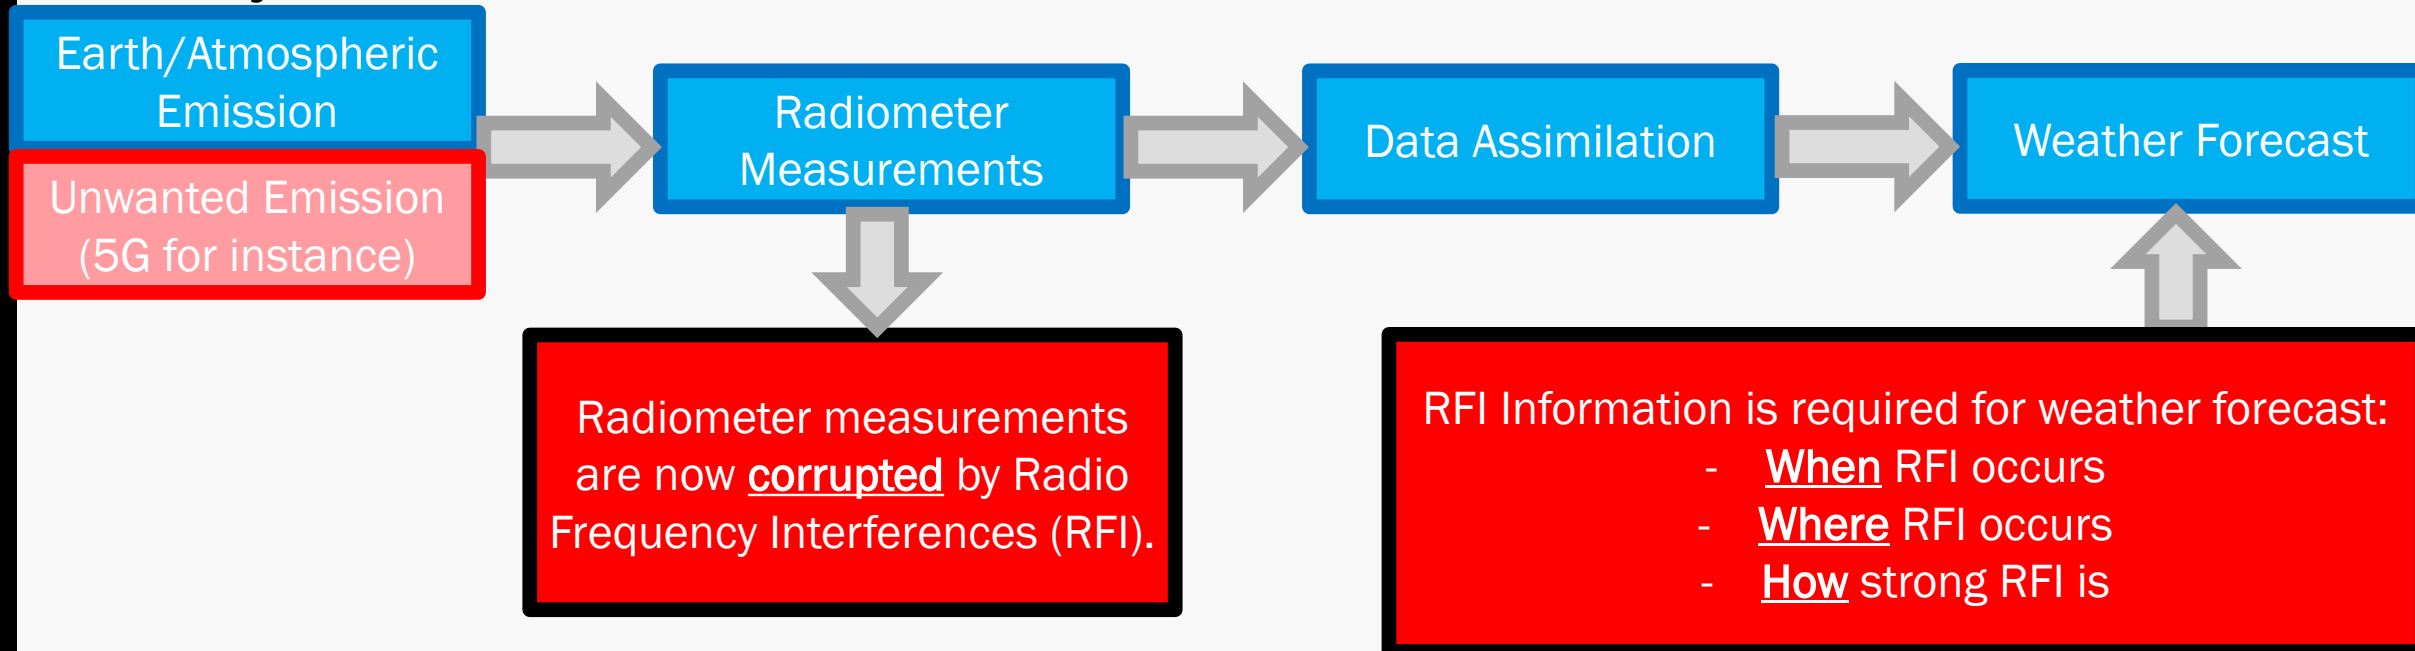 Earth/Atmospheric
Emission
Unwanted Emission
(5G for instance)
Radiometer
Measurements
Data Assimilation
Weather Forecast
Radiometer measurements
are now corrupted by Radio
Frequency Interferences (RFI).
RFI Information is required for weather forecast:
- When RFI occurs
- Where RFI occurs
- How strong RFI is